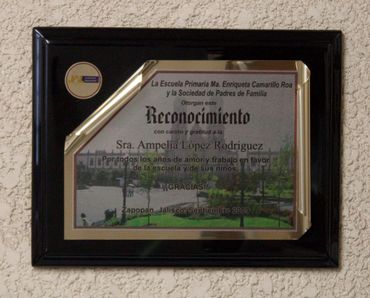 La Escuela Primaria Ma. Enriqueta Camarillo Roa
y la Sociedad de Padres de Familia
Otorgan este
Reconocimiento
con cariño y gratitud a la
Sra. Ampelia López Rodríguez
Por todos los años de amor y trabajo en favor
de la escuela y de sus niños.
¡GRACIAS!
Zapopan, Jalisco, Septiembre